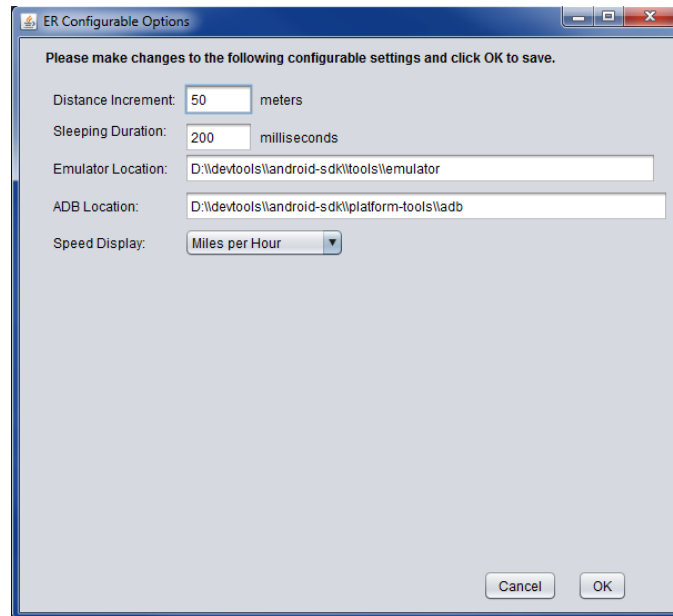 ER Configurable Options
Please make changes to the following configurable settings and click OK to save.
Distance Increment: 50 meters
Sleeping Duration: 200 milliseconds
Emulator Location: D:\\devtools\\android-sdk\\tools\\emulator
ADB Location: D:\\devtools\\android-sdk\\platform-tools\\adb
Speed Display: Miles per Hour
Cancel OK